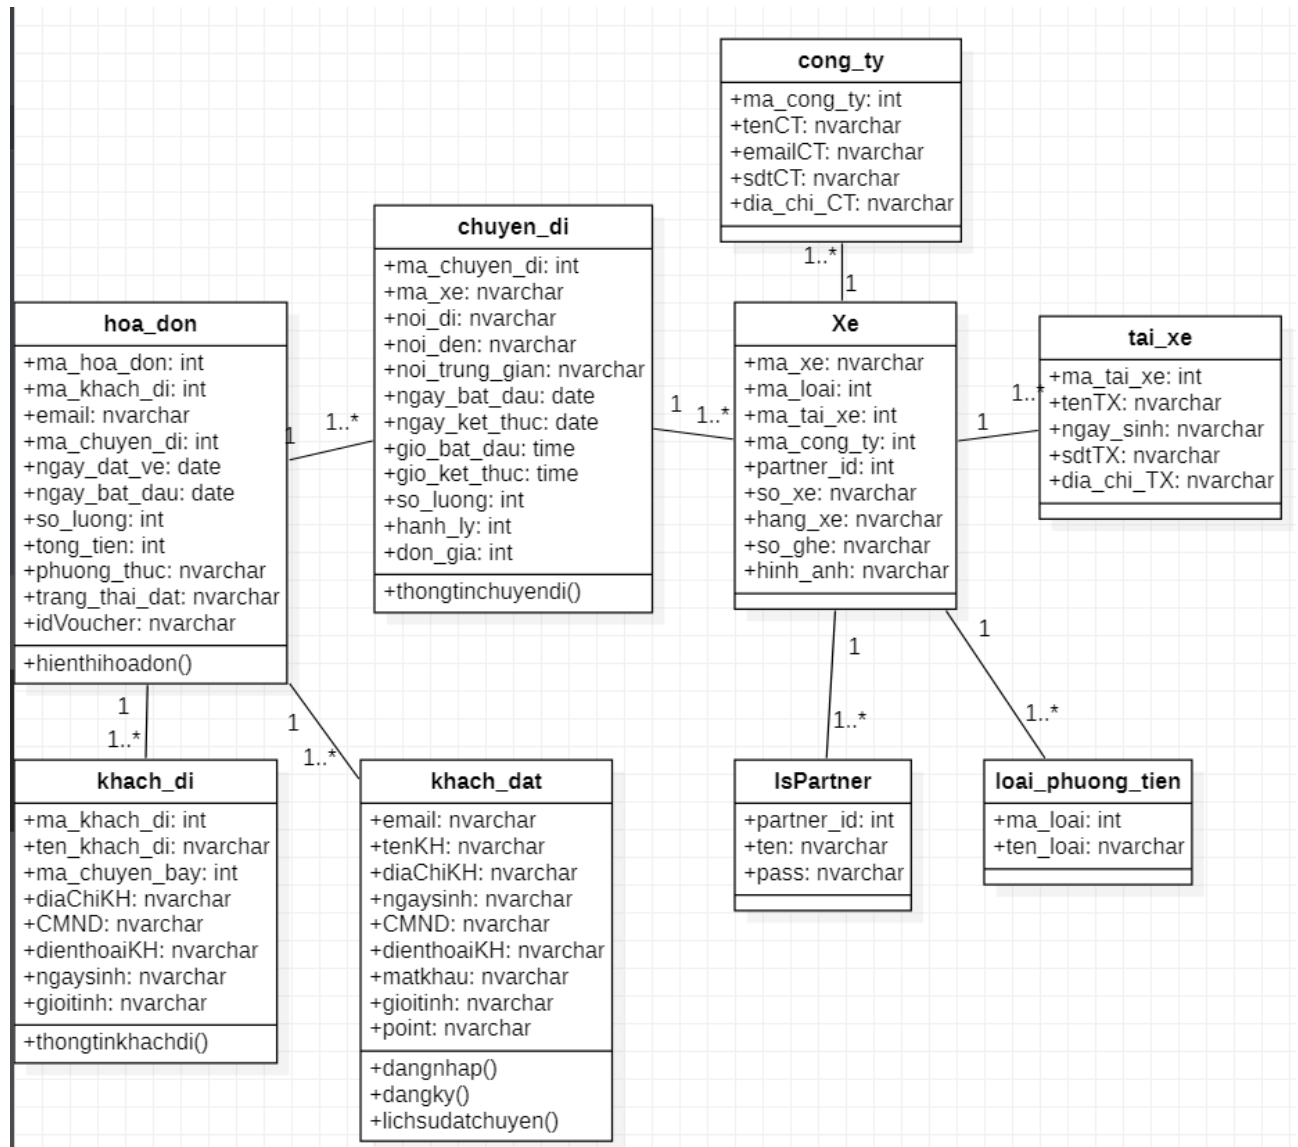 cong_ty
+ma_cong_ty: int
+tenCT: nvarchar
+emailCT: nvarchar
+sdtCT: nvarchar
+dia_chi_CT: nvarchar
1..*
1
chuyen_di
+ma_chuyen_di: int
+ma_xe: nvarchar
+noi_di: nvarchar
+noi_den: nvarchar
+noi_trung_gian: nvarchar
+ngay_bat_dau: date
+ngay_ket_thuc: date
+gio_bat_dau: time
+gio_ket_thuc: time
+so_luong: int
+hanh_ly: int
+don_gia: int
+thongtinchuyendi()
1
1..*
hoa_don
+ma_hoa_don: int
+ma_khach_di: int
+email: nvarchar
+ma_chuyen_di: int
+ngay_dat_ve: date
+ngay_bat_dau: date
+so_luong: int
+tong_tien: int
+phuong_thuc: nvarchar
+trang_thai_dat: nvarchar
+idVoucher: nvarchar
+hienthihoadon()
1
1..*
Xe
+ma_xe: nvarchar
+ma_loai: int
+ma_tai_xe: int
+ma_cong_ty: int
+partner_id: int
+so_xe: nvarchar
+hang_xe: nvarchar
+so_ghe: nvarchar
+hinh_anh: nvarchar
1
1..*
tai_xe
+ma_tai_xe: int
+tenTX: nvarchar
+ngay_sinh: nvarchar
+sdtTX: nvarchar
+dia_chi_TX: nvarchar
1
1..*
1
1..*
1
1..*
1
1..*
khach_di
+ma_khach_di: int
+ten_khach_di: nvarchar
+ma_chuyen_bay: int
+diaChiKH: nvarchar
+CMND: nvarchar
+dienthoaiKH: nvarchar
+ngaysinh: nvarchar
+gioitinh: nvarchar
+thongtinkhachdi()
khach_dat
+email: nvarchar
+tenKH: nvarchar
+diaChiKH: nvarchar
+ngaysinh: nvarchar
+CMND: nvarchar
+dienthoaiKH: nvarchar
+matkhau: nvarchar
+gioitinh: nvarchar
+point: nvarchar
+dangnhap()
+dangky()
+lichsudatchuyen()
IsPartner
+partner_id: int
+ten: nvarchar
+pass: nvarchar
loai_phuong_tien
+ma_loai: int
+ten_loai: nvarchar